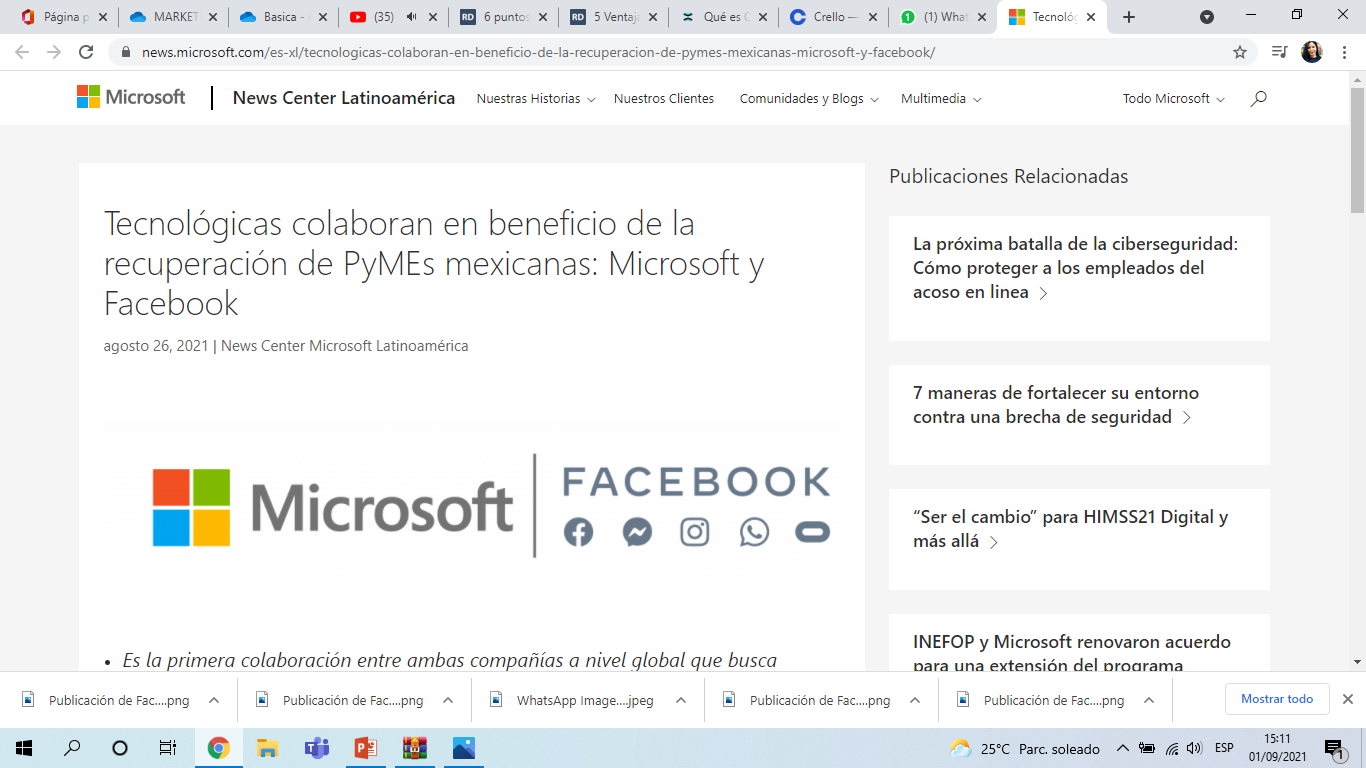 Página p
MARKET
Basica -
(35)
6 puntos
5 Ventaja
Qué es C
Crello —
(1) What
Tecnológ
news.microsoft.com/es-xl/tecnologicas-colaboran-en-beneficio-de-la-recuperacion-de-pymes-mexicanas-microsoft-y-facebook/
Microsoft
News Center Latinoamérica
Nuestras Historias
Nuestros Clientes
Comunidades y Blogs
Multimedia
Todo Microsoft
Tecnológicas colaboran en beneficio de la
recuperación de PyMEs mexicanas: Microsoft y
Facebook
agosto 26, 2021 | News Center Microsoft Latinoamérica
Microsoft
FACEBOOK
• Es la primera colaboración entre ambas compañías a nivel global que busca
Publicaciones Relacionadas
La próxima batalla de la ciberseguridad:
Cómo proteger a los empleados del
acoso en linea
7 maneras de fortalecer su entorno
contra una brecha de seguridad
“Ser el cambio” para HIMSS21 Digital y
más allá
INEFOP y Microsoft renovaron acuerdo
para una extensión del programa
Publicación de Fac....png
Publicación de Fac....png
WhatsApp Image....jpeg
Publicación de Fac....png
Publicación de Fac....png
Mostrar todo
25°C Parc. soleado
ESP
15:11
01/09/2021
1